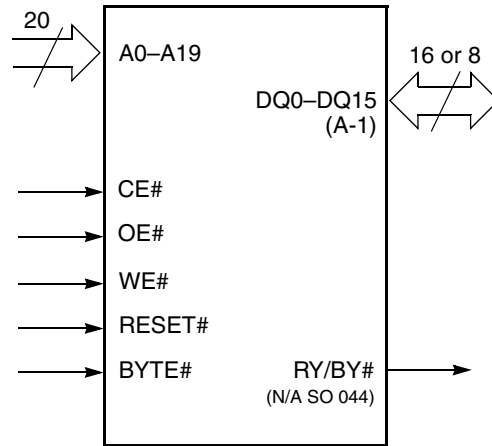 20
A0–A19
16 or 8
DQ0–DQ15
(A-1)
CE#
OE#
WE#
RESET#
BYTE#
RY/BY#
(N/A SO 044)